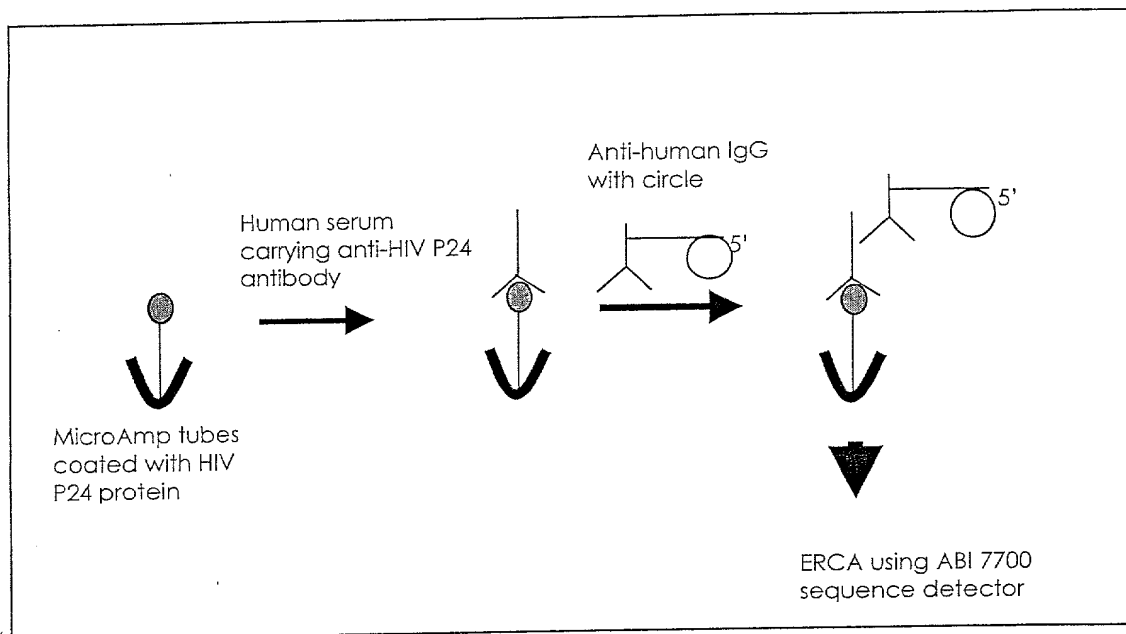 MicroAmp tubes
coated with HIV
P24 protein
Human serum
carrying anti-HIV P24
antibody
Anti-human IgG
with circle
5'
5'
ERCA using ABI 7700
sequence detector